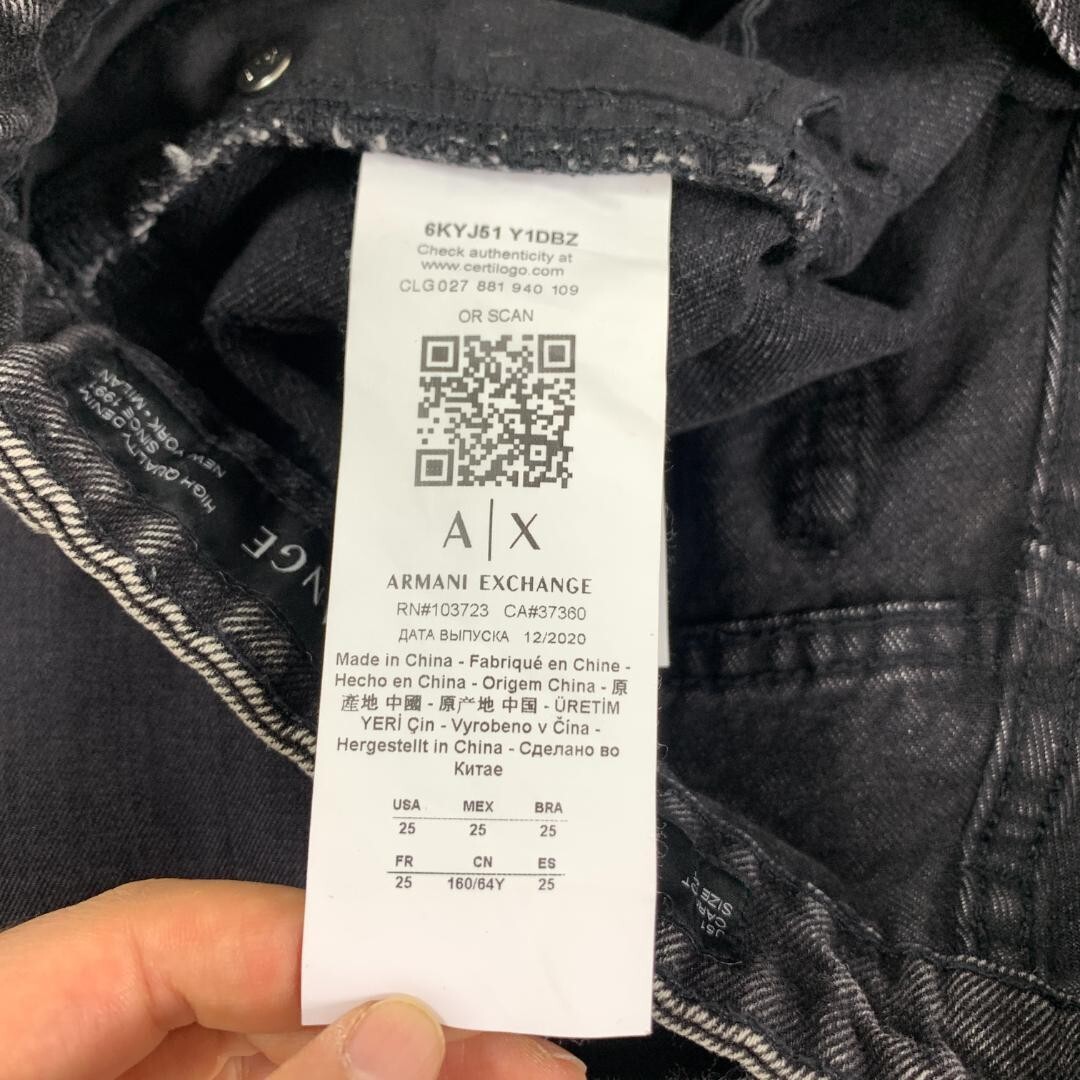 6KYJ51 Y1DBZ
Check authenticity at
www.certilogo.com
CLG027 881 940 109
OR SCAN
A|X
ARMANI EXCHANGE
RN#103723 CA#37360
ДАТА ВЫПУСКА 12/2020
Made in China - Fabriqué en Chine -
Hecho en China - Origem China - 原
產地 中國 - 原产地 中国 - ÜRETİM
YERİ Çin - Vyrobeno v Čína -
Hergestellt in China - Сделано во
Китае
USA MEX BRA
25 25 25
FR CN ES
25 160/64Y 25
HIGH QUALITY DENIM
SINCE 1991
NEW YORK • MILAN
NGE
J51
SIZE